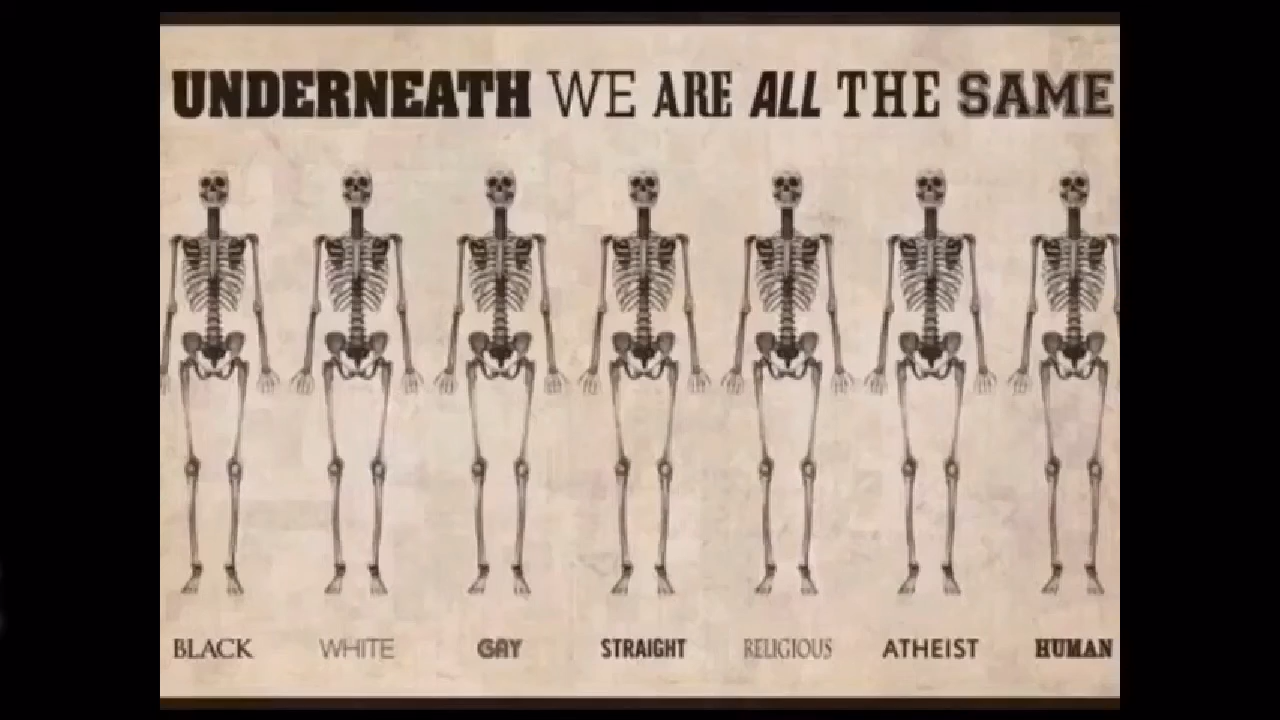 UNDERNEATH WE ARE ALL THE SAME
BLACK WHITE GAY STRAIGHT RELIGIOUS ATHEIST HUMAN